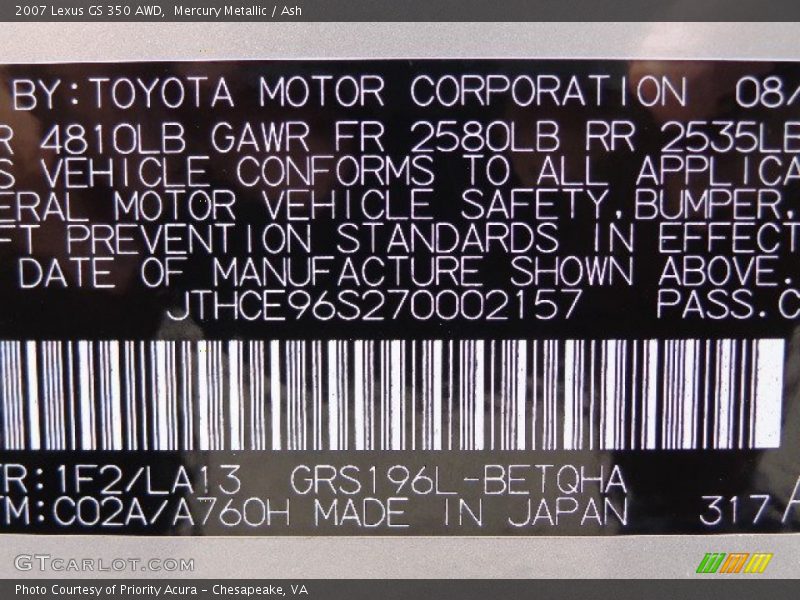 2007 Lexus GS 350 AWD, Mercury Metallic / Ash
BY:TOYOTA MOTOR CORPORATION 08/
R 4810LB GAWR FR 2580LB RR 2535LB
S VEHICLE CONFORMS TO ALL APPLICA
ERAL MOTOR VEHICLE SAFETY,BUMPER,
FT PREVENTION STANDARDS IN EFFECT
DATE OF MANUFACTURE SHOWN ABOVE.
JTHCE96S270002157 PASS.C
TR:1F2/LA13 GRS196L-BETQHA
TM:C02A/A760H MADE IN JAPAN 317A
GTCARLOT.COM
Photo Courtesy of Priority Acura – Chesapeake, VA